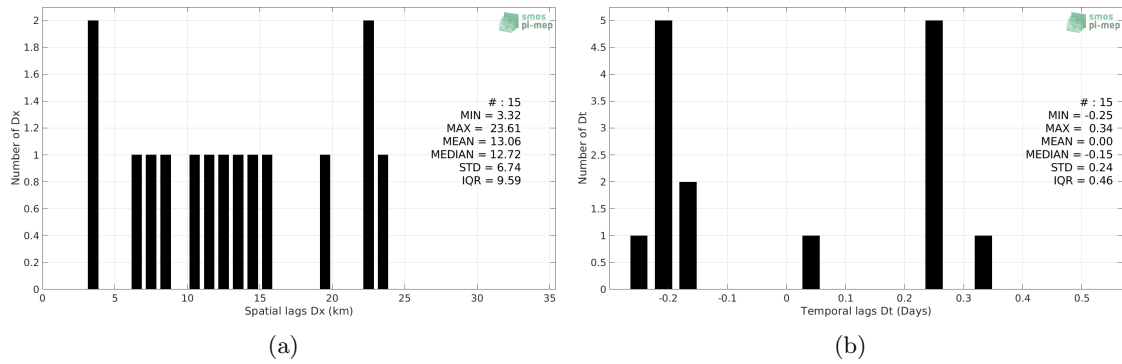 smos
pi-mep
2
1.8
1.6
1.4
1.2
1
0.8
0.6
0.4
0.2
0
Number of Dx
# : 15
MIN = 3.32
MAX = 23.61
MEAN = 13.06
MEDIAN = 12.72
STD = 6.74
IQR = 9.59
0 5 10 15 20 25 30 35
Spatial lags Dx (km)
(a)
smos
pi-mep
5
4.5
4
3.5
3
2.5
2
1.5
1
0.5
0
Number of Dt
# : 15
MIN = -0.25
MAX = 0.34
MEAN = 0.00
MEDIAN = -0.15
STD = 0.24
IQR = 0.46
-0.2 -0.1 0 0.1 0.2 0.3 0.4 0.5
Temporal lags Dt (Days)
(b)